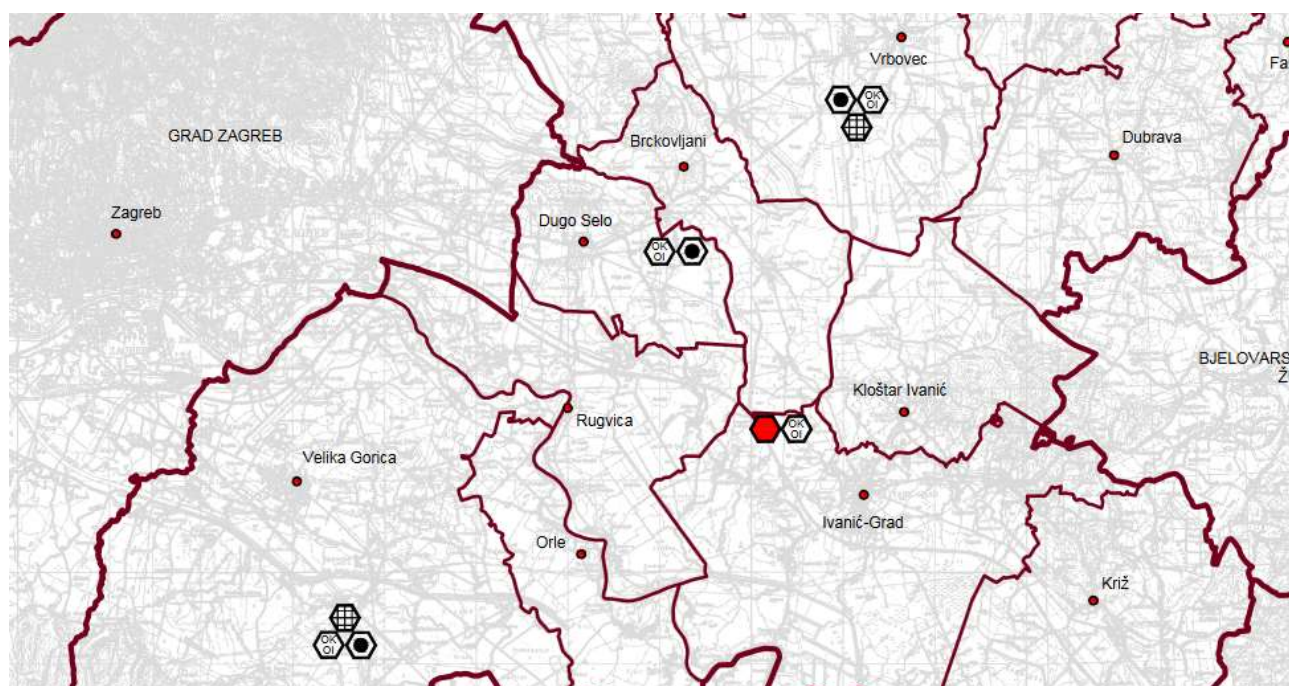 Vrbovec
Fa
OK
OI
GRAD ZAGREB
Brckovljani
Dubrava
Zagreb
Dugo Selo
OK
OI
BJELOVARS
Ž
Kloštar Ivanić
Rugvica
OK
OI
Velika Gorica
Ivanić-Grad
Orle
Križ
OK
OI